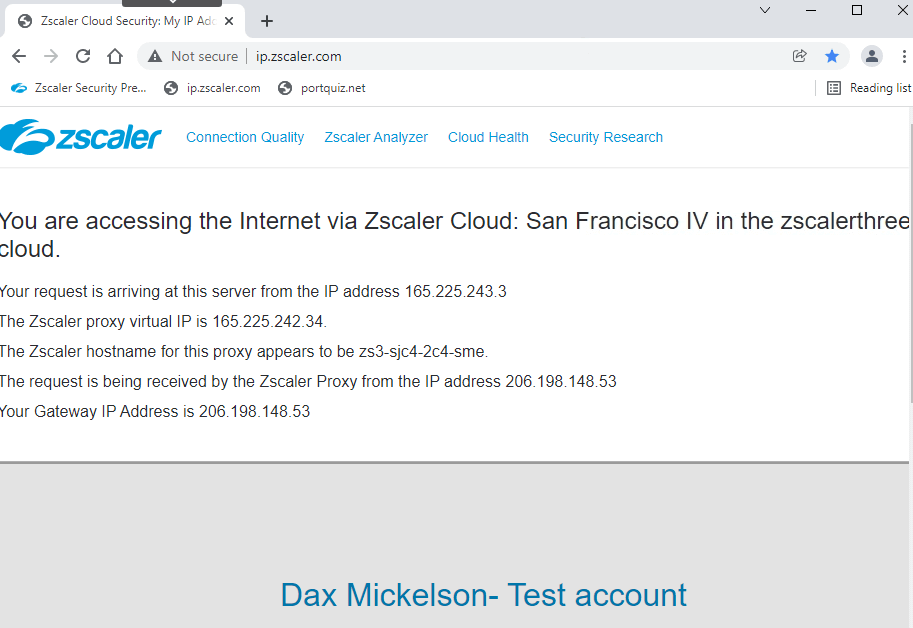 Zscaler Cloud Security: My IP Add
Not secure
ip.zscaler.com
Zscaler Security Pre...
ip.zscaler.com
portquiz.net
Reading list
zscaler
Connection Quality
Zscaler Analyzer
Cloud Health
Security Research
You are accessing the Internet via Zscaler Cloud: San Francisco IV in the zscalerthree
cloud.
Your request is arriving at this server from the IP address 165.225.243.3
The Zscaler proxy virtual IP is 165.225.242.34.
The Zscaler hostname for this proxy appears to be zs3-sjc4-2c4-sme.
The request is being received by the Zscaler Proxy from the IP address 206.198.148.53
Your Gateway IP Address is 206.198.148.53
Dax Mickelson- Test account